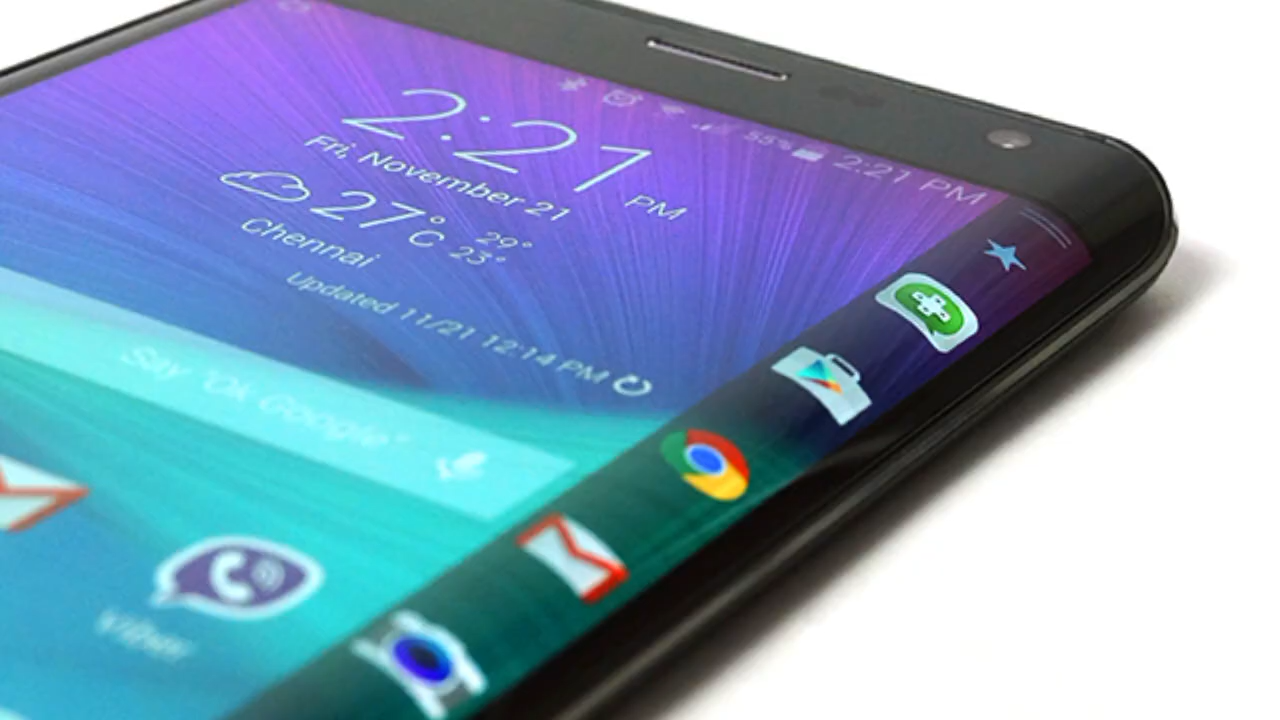 55% 2:21 PM
2:21 PM
Fri, November 21
27°C 29° 23°
Chennai
Updated 11/21 12:14 PM
Say "Ok Google"
Viber